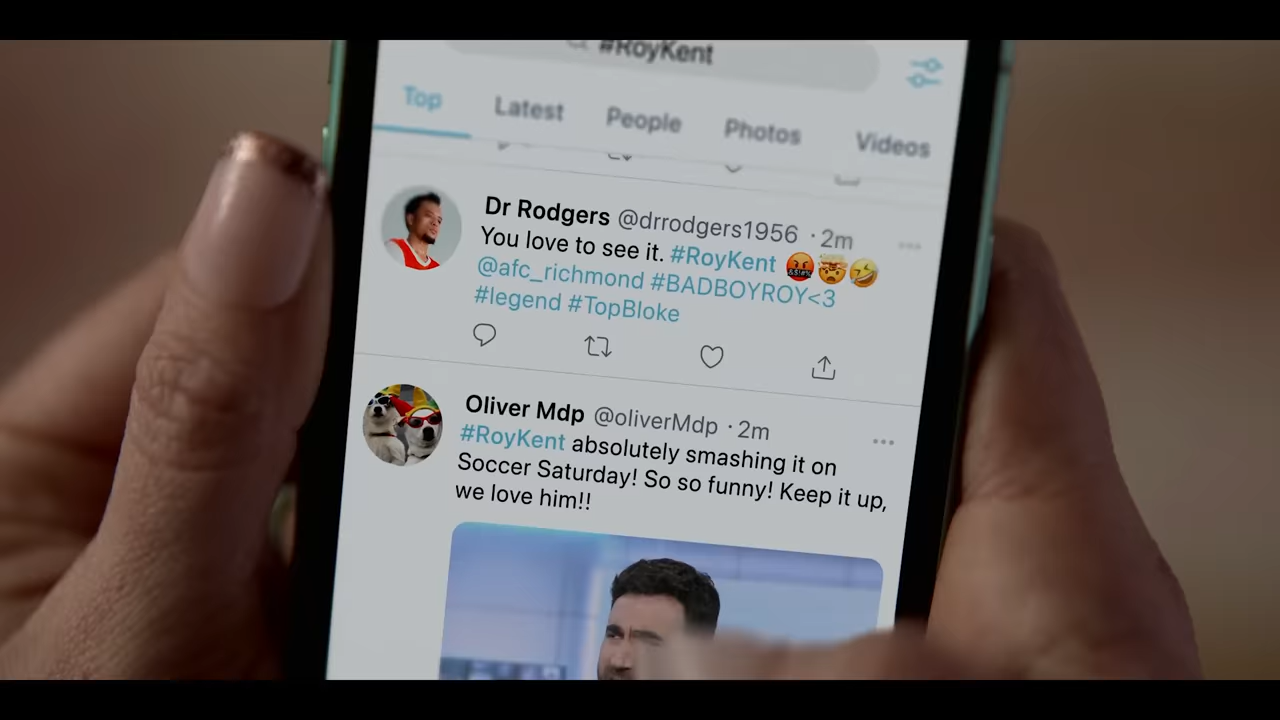 #RoyKent
Top Latest People Photos Videos
Dr Rodgers @drrodgers1956 · 2m
You love to see it. #RoyKent 🤬🤯🤣
@afc_richmond #BADBOYROY<3
#legend #TopBloke
Oliver Mdp @oliverMdp · 2m
#RoyKent absolutely smashing it on
Soccer Saturday! So so funny! Keep it up,
we love him!!